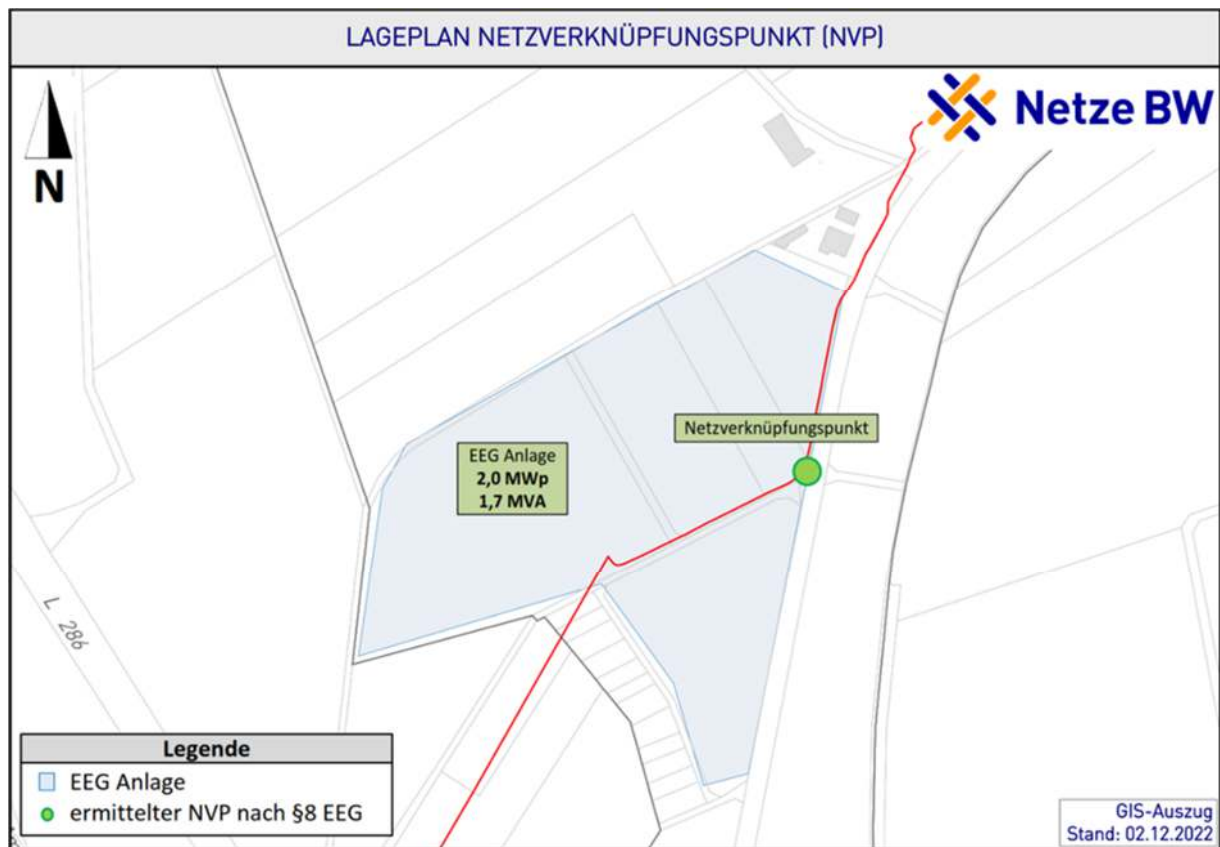 LAGEPLAN NETZVERKNÜPFUNGSPUNKT (NVP)
N
Netze BW
Netzverknüpfungspunkt
EEG Anlage
2,0 MWp
1,7 MVA
L 286
Legende
EEG Anlage
ermittelter NVP nach §8 EEG
GIS-Auszug
Stand: 02.12.2022